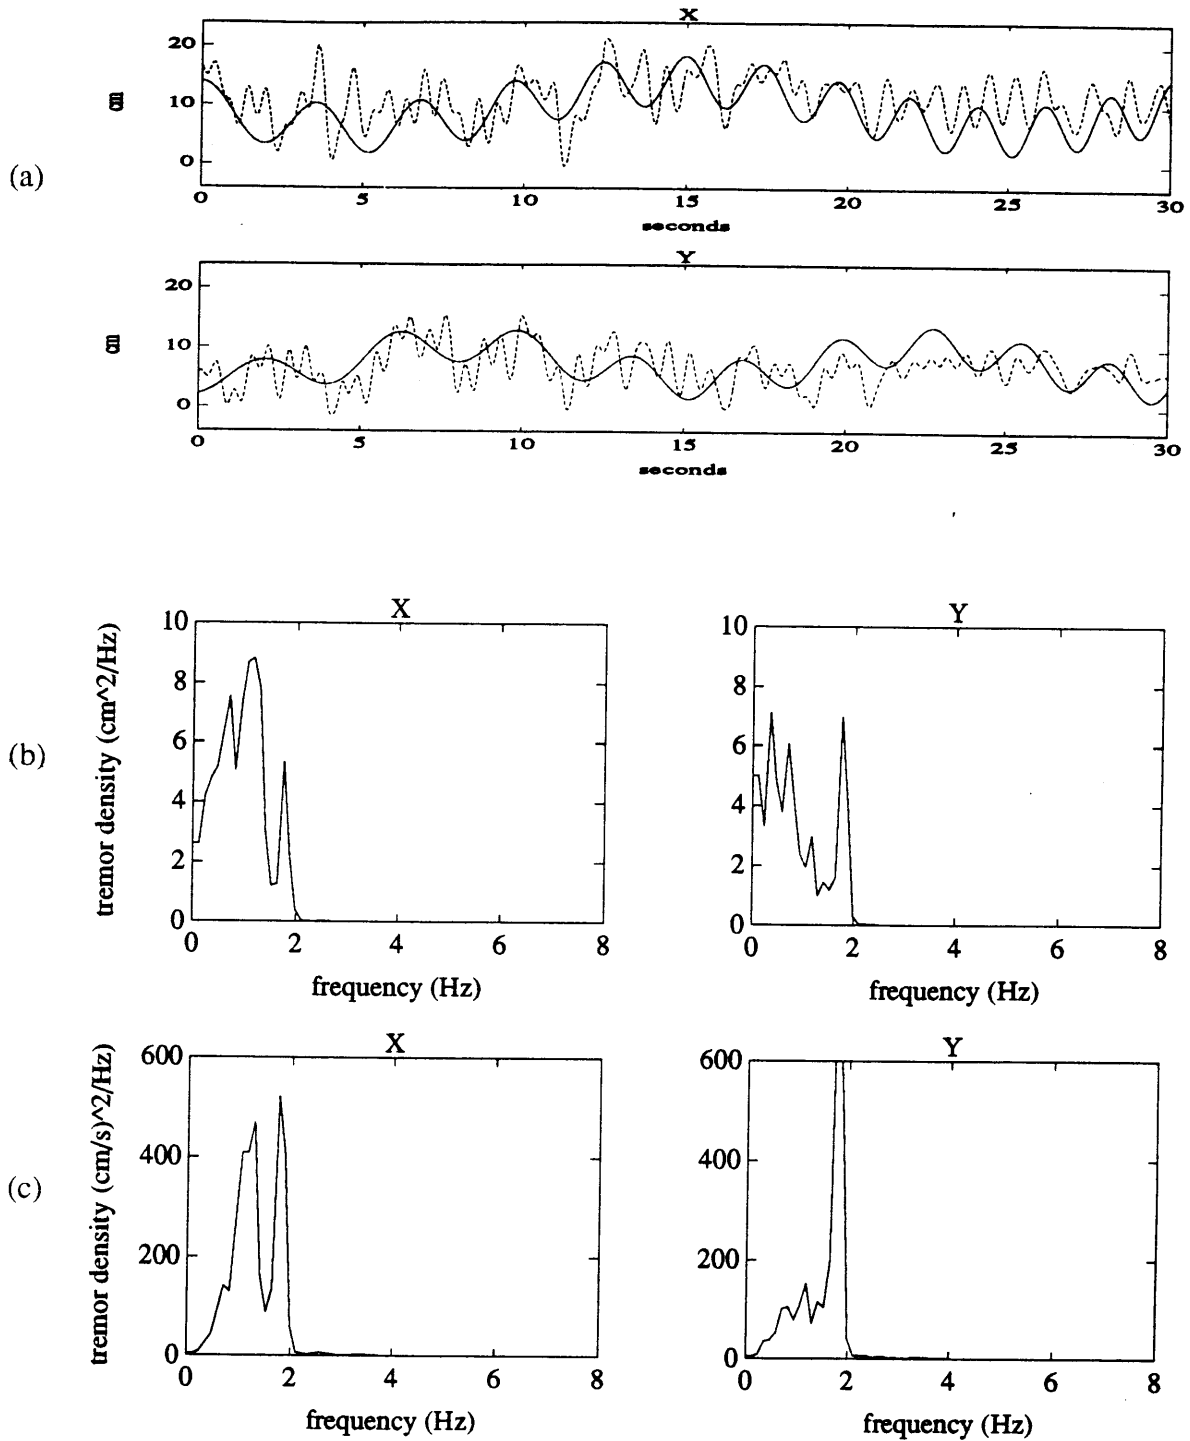 (a)
X
cm
20
10
0
0 5 10 15 20 25 30
seconds
Y
cm
20
10
0
0 5 10 15 20 25 30
seconds
(b)
X
tremor density (cm^2/Hz)
10
8
6
4
2
0
0 2 4 6 8
frequency (Hz)
Y
10
8
6
4
2
0
0 2 4 6 8
frequency (Hz)
(c)
X
tremor density (cm/s)^2/Hz)
600
400
200
0
0 2 4 6 8
frequency (Hz)
Y
600
400
200
0
0 2 4 6 8
frequency (Hz)